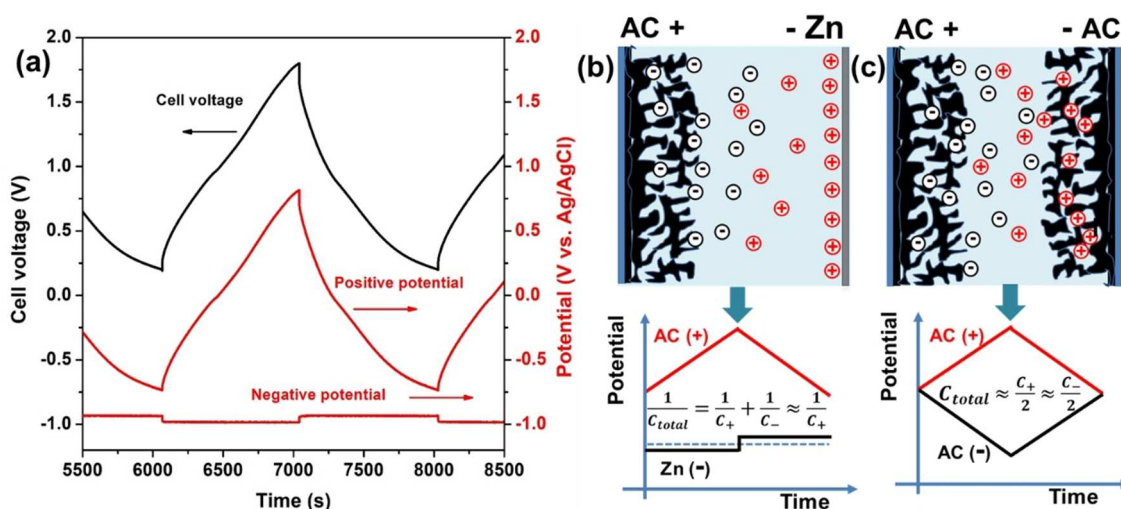 (a)
Cell voltage (V)
2.0
1.5
1.0
0.5
0.0
-0.5
-1.0
Cell voltage
Positive potential
Negative potential
2.0
1.5
1.0
0.5
0.0
-0.5
-1.0
Potential (V vs. Ag/AgCl)
5500 6000 6500 7000 7500 8000 8500
Time (s)
AC + - Zn
(b)
Potential
AC (+)
1/C_total = 1/C_+ + 1/C_- ≈ 1/C_+
Zn (-)
Time
AC + - AC
(c)
Potential
AC (+)
C_total ≈ C_+/2 ≈ C_-/2
AC (-)
Time